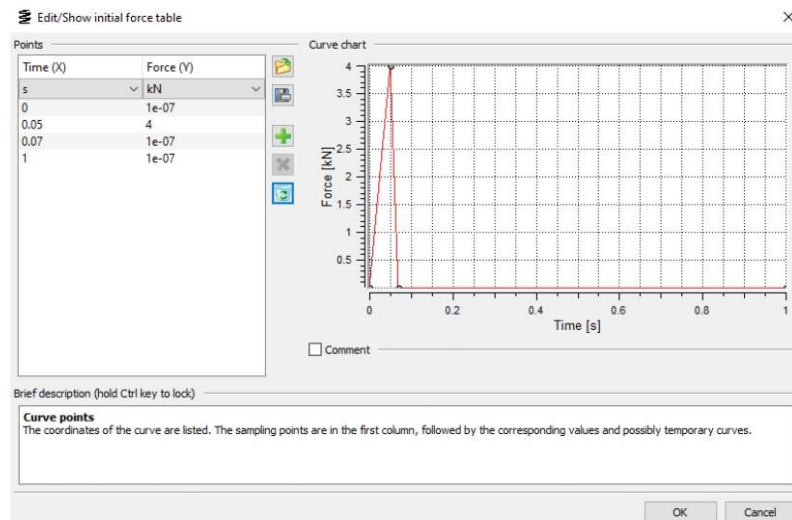 Edit/Show initial force table
Points
Time (X) Force (Y)
s kN
0 1e-07
0.05 4
0.07 1e-07
1 1e-07
Curve chart
4
3.5
3
2.5
2
1.5
1
0.5
Force [kN]
0 0.2 0.4 0.6 0.8 1
Time [s]
Comment
Brief description (hold Ctrl key to lock)
Curve points
The coordinates of the curve are listed. The sampling points are in the first column, followed by the corresponding values and possibly temporary curves.
OK Cancel